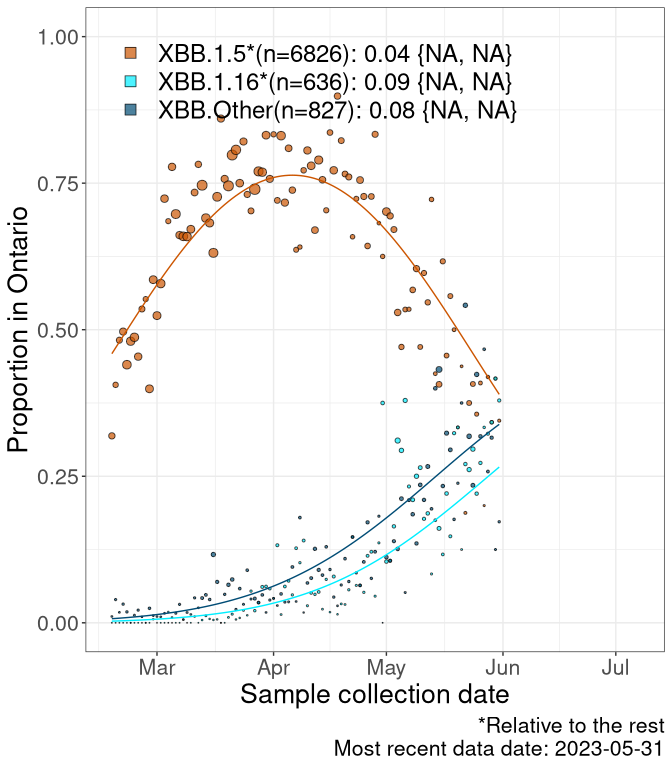 1.00
XBB.1.5*(n=6826): 0.04 {NA, NA}
XBB.1.16*(n=636): 0.09 {NA, NA}
XBB.Other(n=827): 0.08 {NA, NA}
0.75
Proportion in Ontario
0.50
0.25
0.00
Mar Apr May Jun Jul
Sample collection date
*Relative to the rest
Most recent data date: 2023-05-31